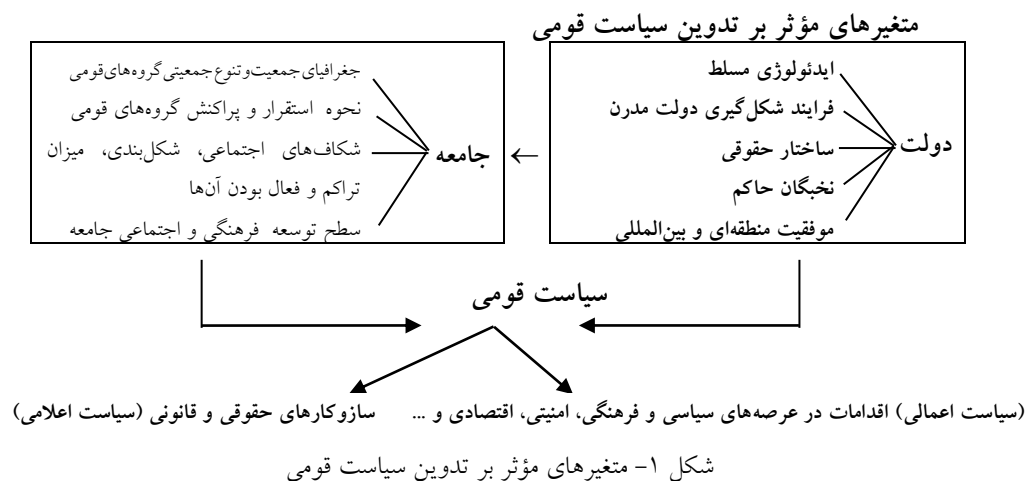 متغیرهای مؤثر بر تدوین سیاست قومی
دولت
ایدئولوژی مسلط
فرایند شکل‌گیری دولت مدرن
ساختار حقوقی
نخبگان حاکم
موفقیت منطقه‌ای و بین‌المللی
←
جامعه
جغرافیای جمعیت و تنوع جمعیتی گروه‌های قومی
نحوه استقرار و پراکنش گروه‌های قومی
شکاف‌های اجتماعی، شکل‌بندی، میزان
تراکم و فعال بودن آن‌ها
سطح توسعه فرهنگی و اجتماعی جامعه
سیاست قومی
(سیاست اعمالی) اقدامات در عرصه‌های سیاسی و فرهنگی، امنیتی، اقتصادی و ... سازوکارهای حقوقی و قانونی (سیاست اعلامی)
شکل ۱- متغیرهای مؤثر بر تدوین سیاست قومی